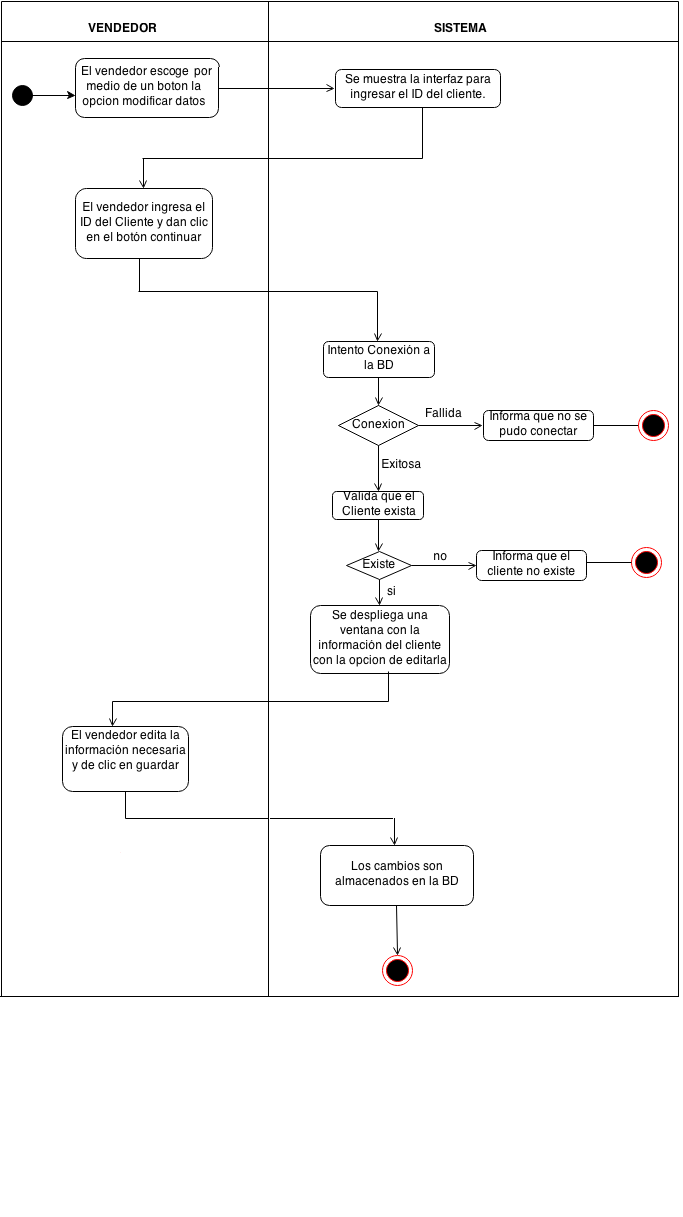 VENDEDOR
SISTEMA
El vendedor escoge por
medio de un boton la
opcion modificar datos
Se muestra la interfaz para
ingresar el ID del cliente.
El vendedor ingresa el
ID del Cliente y dan clic
en el botón continuar
Intento Conexión a
la BD
Conexion
Fallida
Informa que no se
pudo conectar
Exitosa
Valida que el
Cliente exista
Existe
no
Informa que el
cliente no existe
si
Se despliega una
ventana con la
información del cliente
con la opcion de editarla
El vendedor edita la
información necesaria
y de clic en guardar
Los cambios son
almacenados en la BD